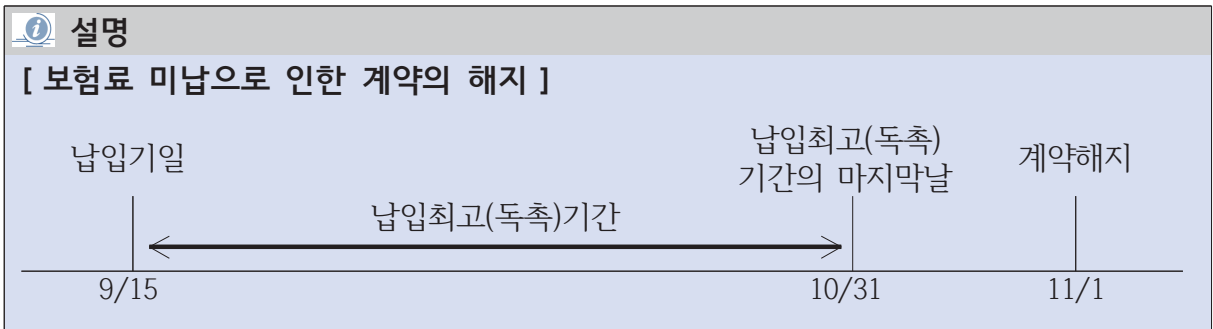 설명
[ 보험료 미납으로 인한 계약의 해지 ]
납입기일
납입최고(독촉)
기간의 마지막날
계약해지
납입최고(독촉)기간
9/15
10/31
11/1